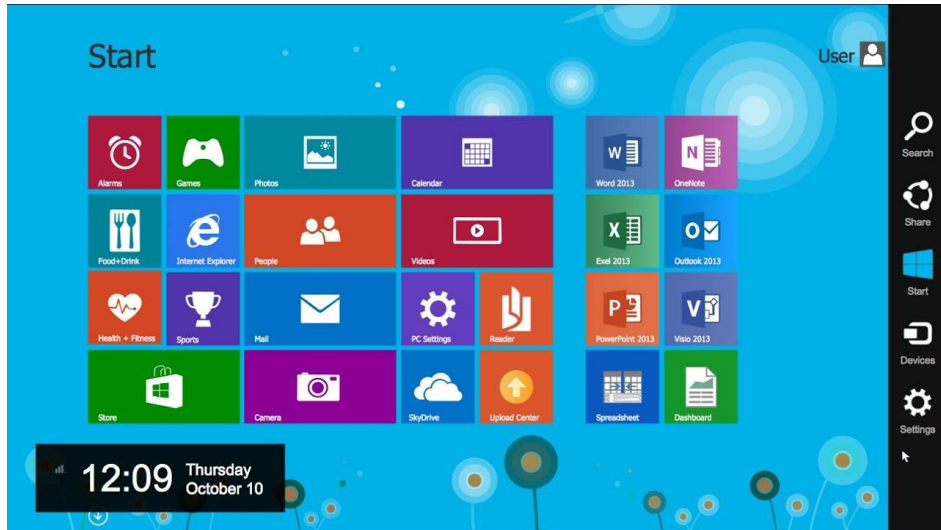 Start
User
Alarms
Games
Photos
Calendar
Word 2013
OneNote
Food+Drink
Internet Explorer
People
Videos
Exel 2013
Outlook 2013
Health + Fitness
Sports
Mail
PC Settings
Reader
PowerPoint 2013
Visio 2013
Store
Camera
SkyDrive
Upload Center
Spreadsheet
Dashboard
Search
Share
Start
Devices
Settings
12:09
Thursday
October 10